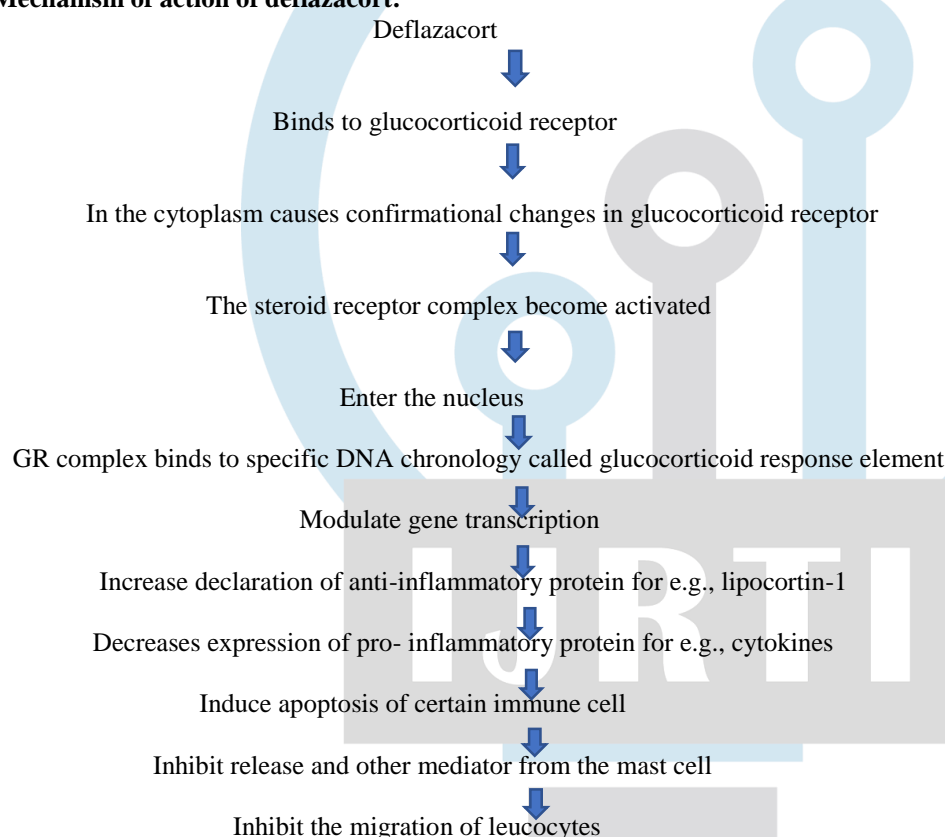 Mechanism of action of deflazacort:
Deflazacort
Binds to glucocorticoid receptor
In the cytoplasm causes confirmational changes in glucocorticoid receptor
The steroid receptor complex become activated
Enter the nucleus
GR complex binds to specific DNA chronology called glucocorticoid response element
Modulate gene transcription
Increase declaration of anti-inflammatory protein for e.g., lipocortin-1
Decreases expression of pro- inflammatory protein for e.g., cytokines
IJRTI
Induce apoptosis of certain immune cell
Inhibit release and other mediator from the mast cell
Inhibit the migration of leucocytes